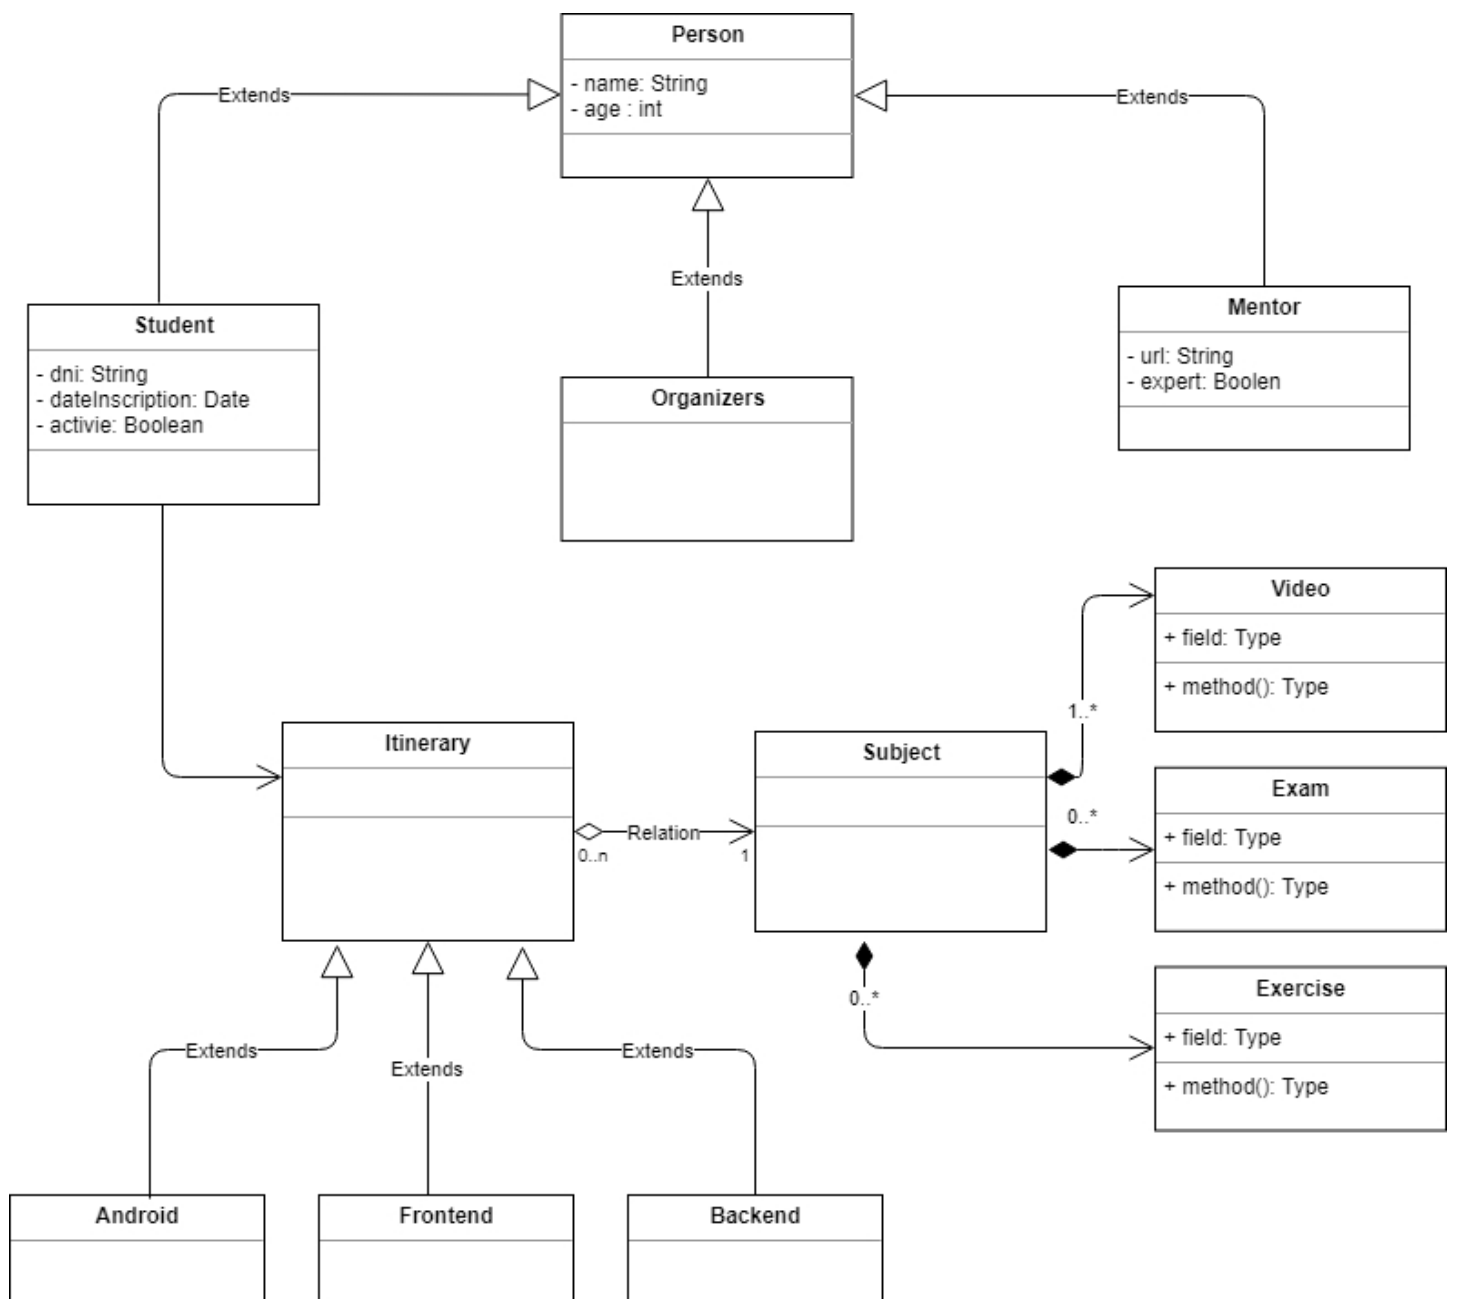 Person
- name: String
- age : int
Extends
Extends
Extends
Student
- dni: String
- dateInscription: Date
- activie: Boolean
Organizers
Mentor
- url: String
- expert: Boolen
Video
+ field: Type
+ method(): Type
1..*
Itinerary
Subject
Relation
0..n
1
0..*
Exam
+ field: Type
+ method(): Type
0..*
Exercise
+ field: Type
+ method(): Type
Extends
Extends
Extends
Android
Frontend
Backend